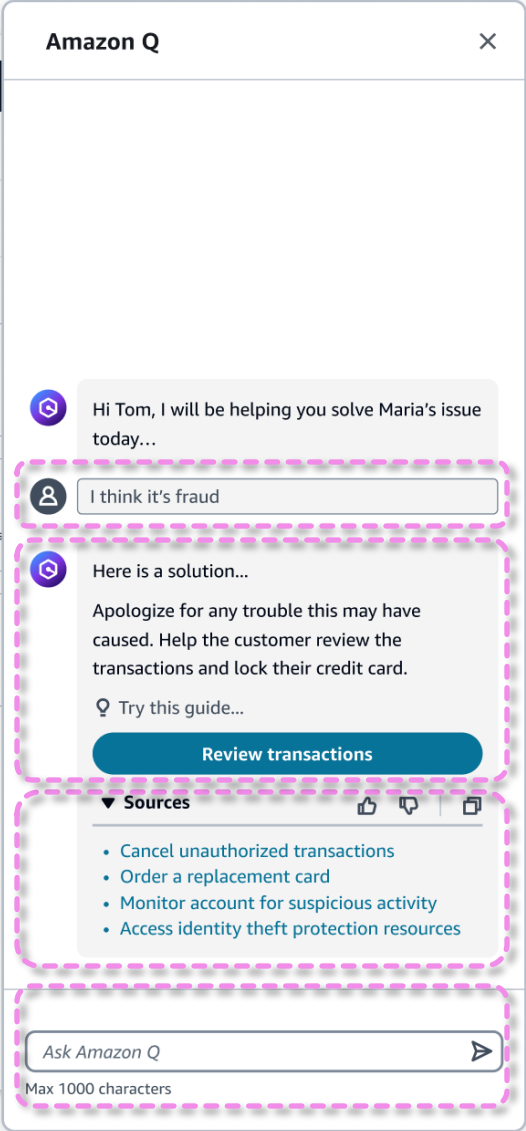 Amazon Q
Hi Tom, I will be helping you solve Maria’s issue
today…
I think it’s fraud
Here is a solution...
Apologize for any trouble this may have
caused. Help the customer review the
transactions and lock their credit card.
Try this guide...
Review transactions
Sources
Cancel unauthorized transactions
Order a replacement card
Monitor account for suspicious activity
Access identity theft protection resources
Ask Amazon Q
Max 1000 characters